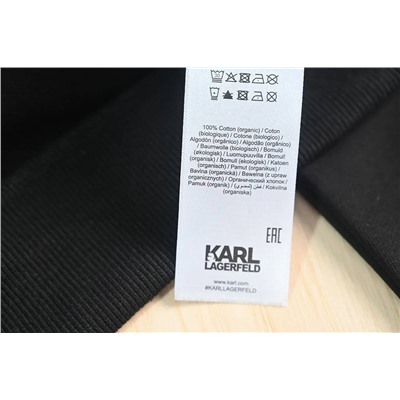 100% Cotton (organic) / Coton
(biologique) / Cotone (biologico) /
Algodón (orgánico) / Algodão (orgânico)
/ Baumwolle (biologisch) / Bomuld
(økologisk) / Luomupuuvilla / Bomull
(økologisk) / Bomull (ekologisk) / Katoen
(organisch) / Pamut (organikus) /
Bavlna (organická) / Bawełna (z upraw
organicznych) / Органический хлопок /
Pamuk (organik) / قطن (عضوي) / Kokvilna
(organiska)
EAC
KARL
LAGERFELD
www.karl.com
#KARLLAGERFELD